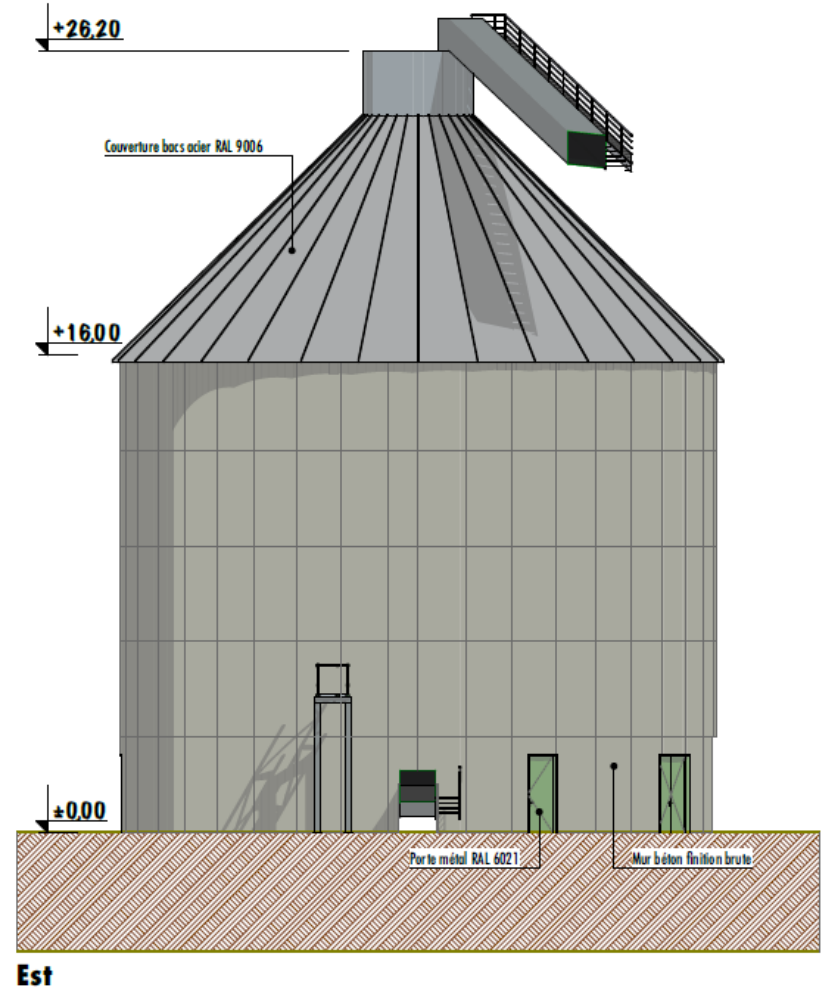 +26,20
Couverture bacs acier RAL 9006
+16,00
±0,00
Porte métal RAL 6021
Mur béton finition brute
Est